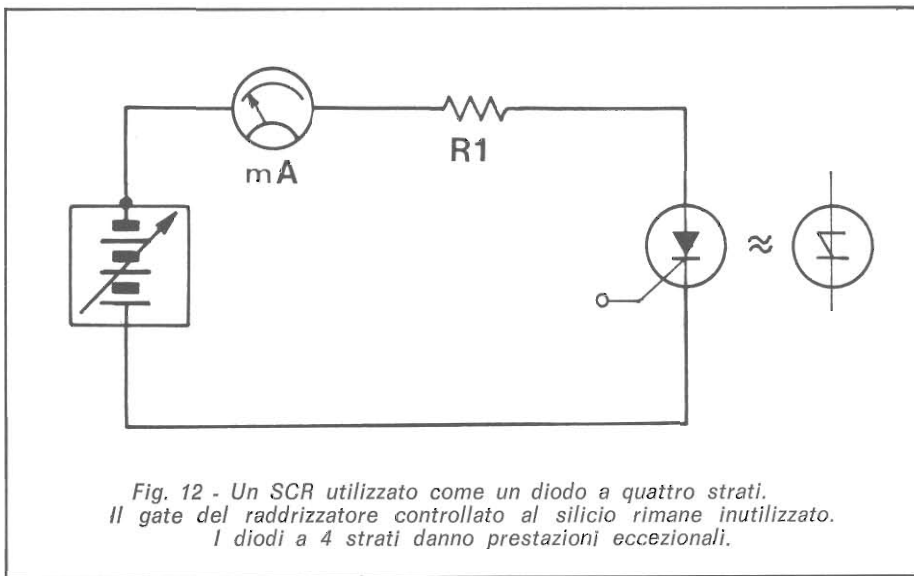 mA
R1
≈
Fig. 12 - Un SCR utilizzato come un diodo a quattro strati.
Il gate del raddrizzatore controllato al silicio rimane inutilizzato.
I diodi a 4 strati danno prestazioni eccezionali.